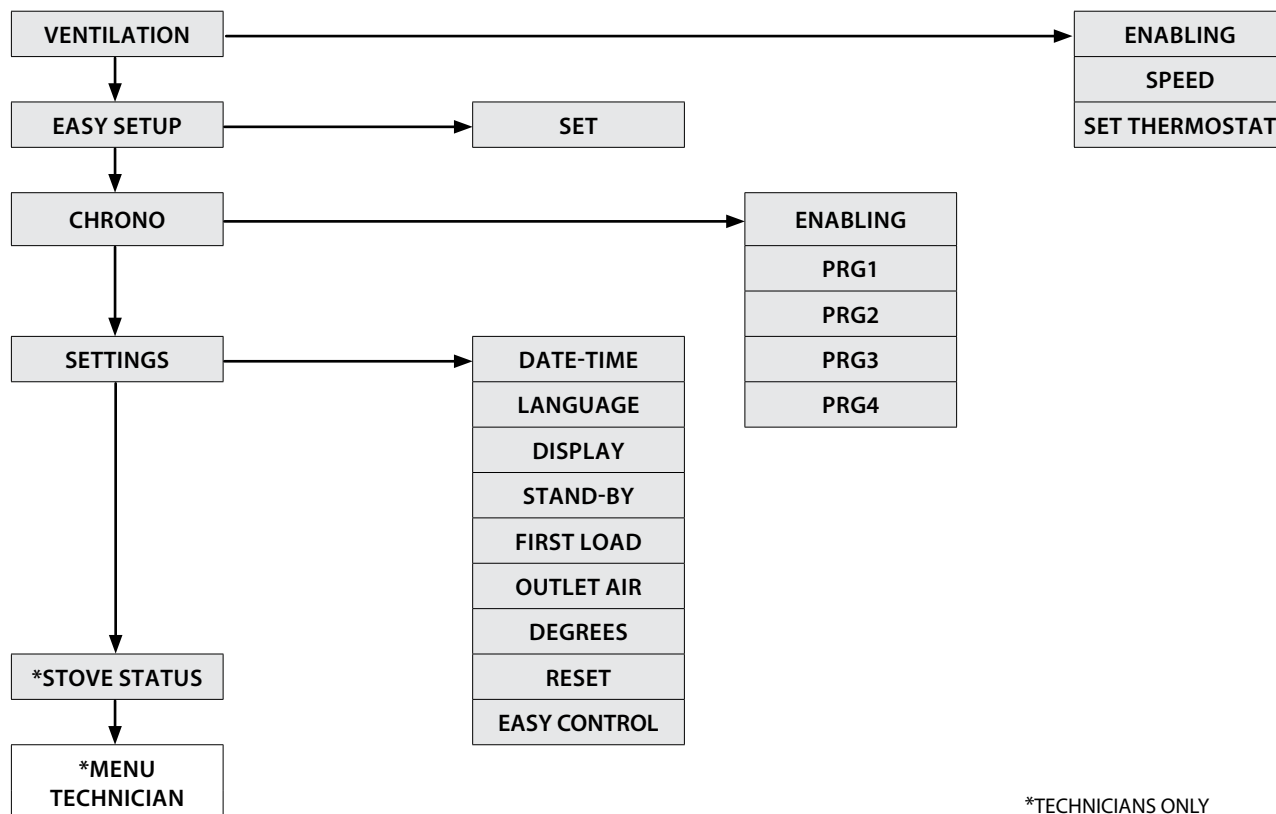 VENTILATION
ENABLING
SPEED
SET THERMOSTAT
EASY SETUP
SET
CHRONO
ENABLING
PRG1
PRG2
PRG3
PRG4
SETTINGS
DATE-TIME
LANGUAGE
DISPLAY
STAND-BY
FIRST LOAD
OUTLET AIR
DEGREES
RESET
EASY CONTROL
*STOVE STATUS
*MENU
TECHNICIAN
*TECHNICIANS ONLY